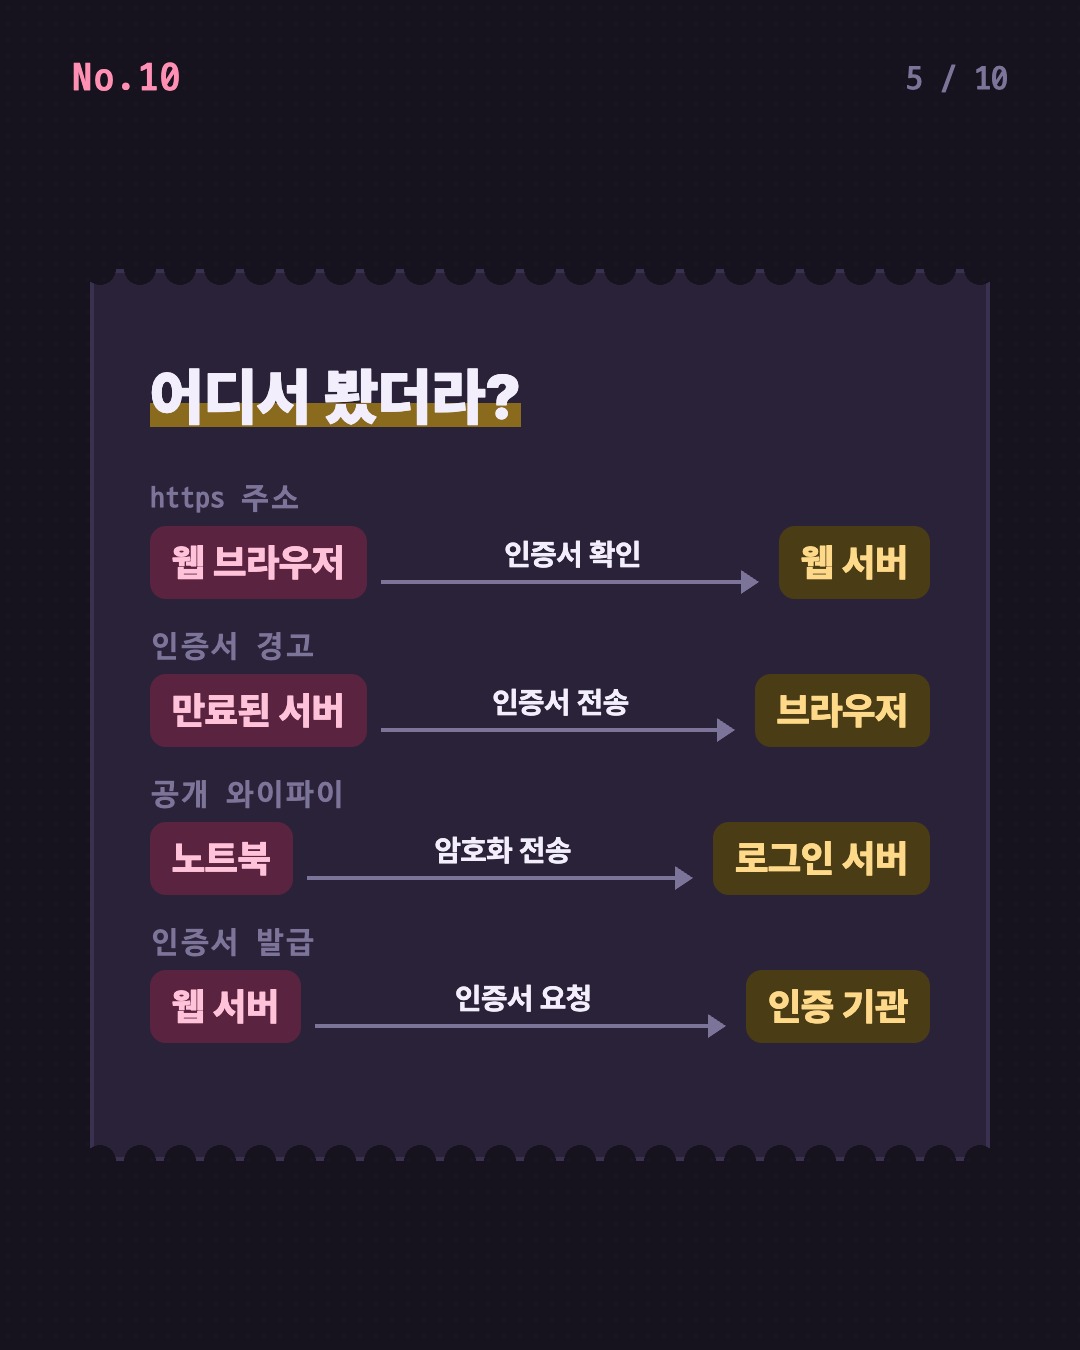 No.10
5 / 10
어디서 봤더라?
https 주소
웹 브라우저
인증서 확인
웹 서버
인증서 경고
만료된 서버
인증서 전송
브라우저
공개 와이파이
노트북
암호화 전송
로그인 서버
인증서 발급
웹 서버
인증서 요청
인증 기관